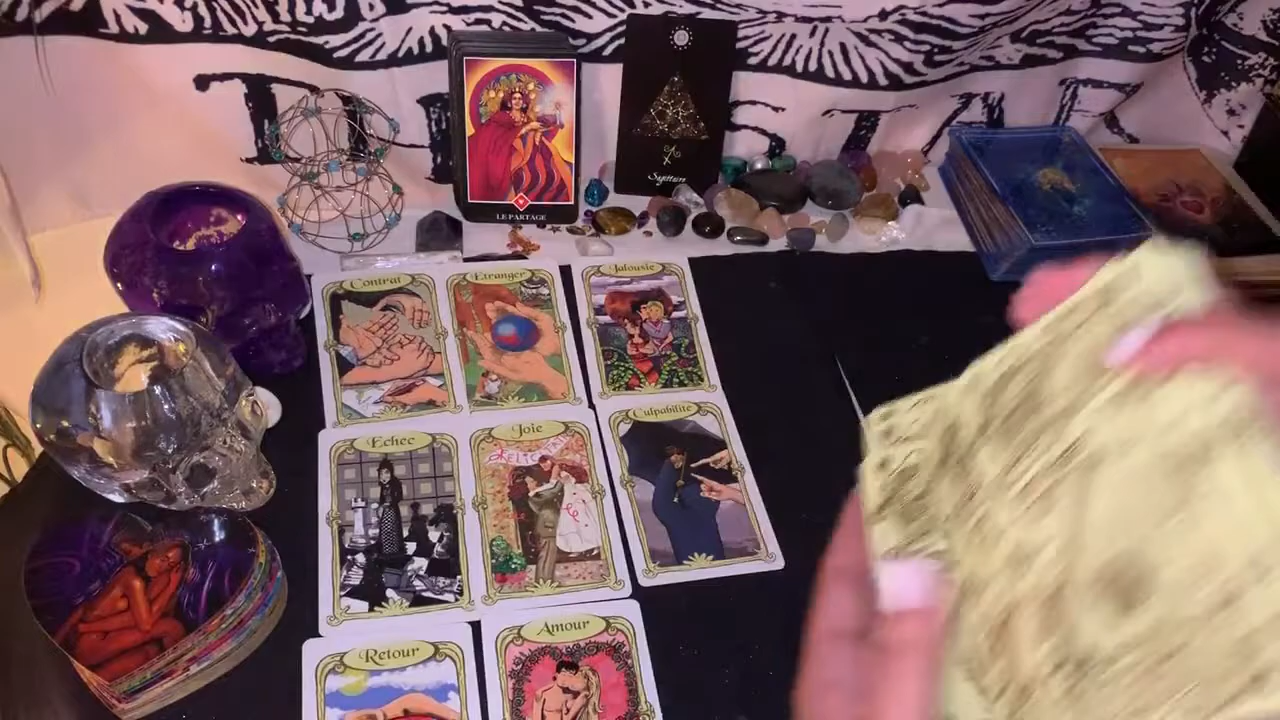 LE PARTAGE
Sagittaire
Contrat
Etranger
Jalousie
Echec
Joie
Culpabilite
Retour
Amour